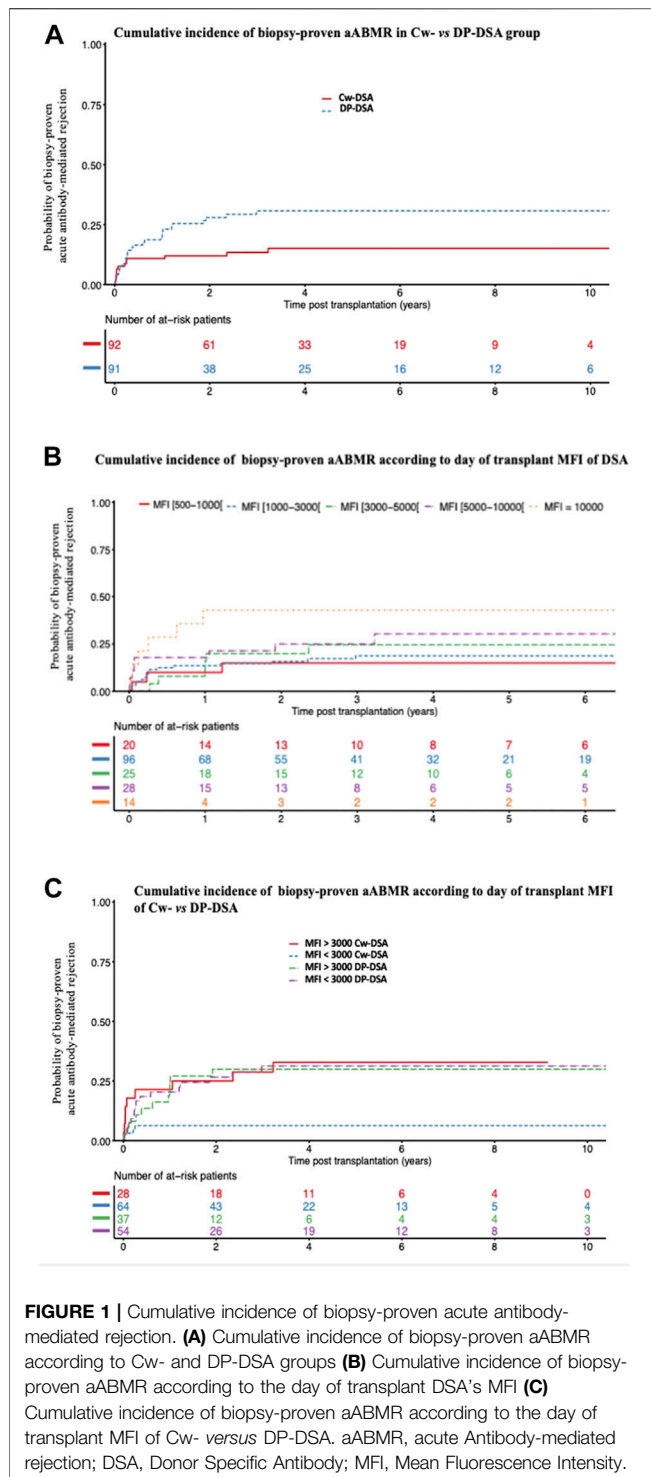 A
Cumulative incidence of biopsy-proven aABMR in Cw- vs DP-DSA group
1.00
0.75
0.50
0.25
0.00
Probability of biopsy-proven
acute antibody-mediated rejection
Cw-DSA
DP-DSA
0 2 4 6 8 10
Time post transplantation (years)
Number of at-risk patients
92 61 33 19 9 4
91 38 25 16 12 6
0 2 4 6 8 10
B
Cumulative incidence of biopsy-proven aABMR according to day of transplant MFI of DSA
MFI [500-1000[ MFI [1000-3000[ MFI [3000-5000[ MFI [5000-10000[ MFI = 10000
1.00
0.75
0.50
0.25
0.00
Probability of biopsy-proven
acute antibody-mediated rejection
0 1 2 3 4 5 6
Time post transplantation (years)
Number of at-risk patients
20 14 13 10 8 7 6
96 68 55 41 32 21 19
25 18 15 12 10 6 4
28 15 13 8 6 5 5
14 4 3 2 2 2 1
0 1 2 3 4 5 6
C
Cumulative incidence of biopsy-proven aABMR according to day of transplant MFI
of Cw- vs DP-DSA
1.00
0.75
0.50
0.25
0.00
Probability of biopsy-proven
acute antibody-mediated rejection
MFI > 3000 Cw-DSA
MFI < 3000 Cw-DSA
MFI > 3000 DP-DSA
MFI < 3000 DP-DSA
0 2 4 6 8 10
Time post transplantation (years)
Number of at-risk patients
28 18 11 6 4 0
64 43 22 13 5 4
37 12 6 4 4 3
54 26 19 12 8 3
0 2 4 6 8 10
FIGURE 1 | Cumulative incidence of biopsy-proven acute antibody-
mediated rejection. (A) Cumulative incidence of biopsy-proven aABMR
according to Cw- and DP-DSA groups (B) Cumulative incidence of biopsy-
proven aABMR according to the day of transplant DSA's MFI (C)
Cumulative incidence of biopsy-proven aABMR according to the day of
transplant MFI of Cw- versus DP-DSA. aABMR, acute Antibody-mediated
rejection; DSA, Donor Specific Antibody; MFI, Mean Fluorescence Intensity.